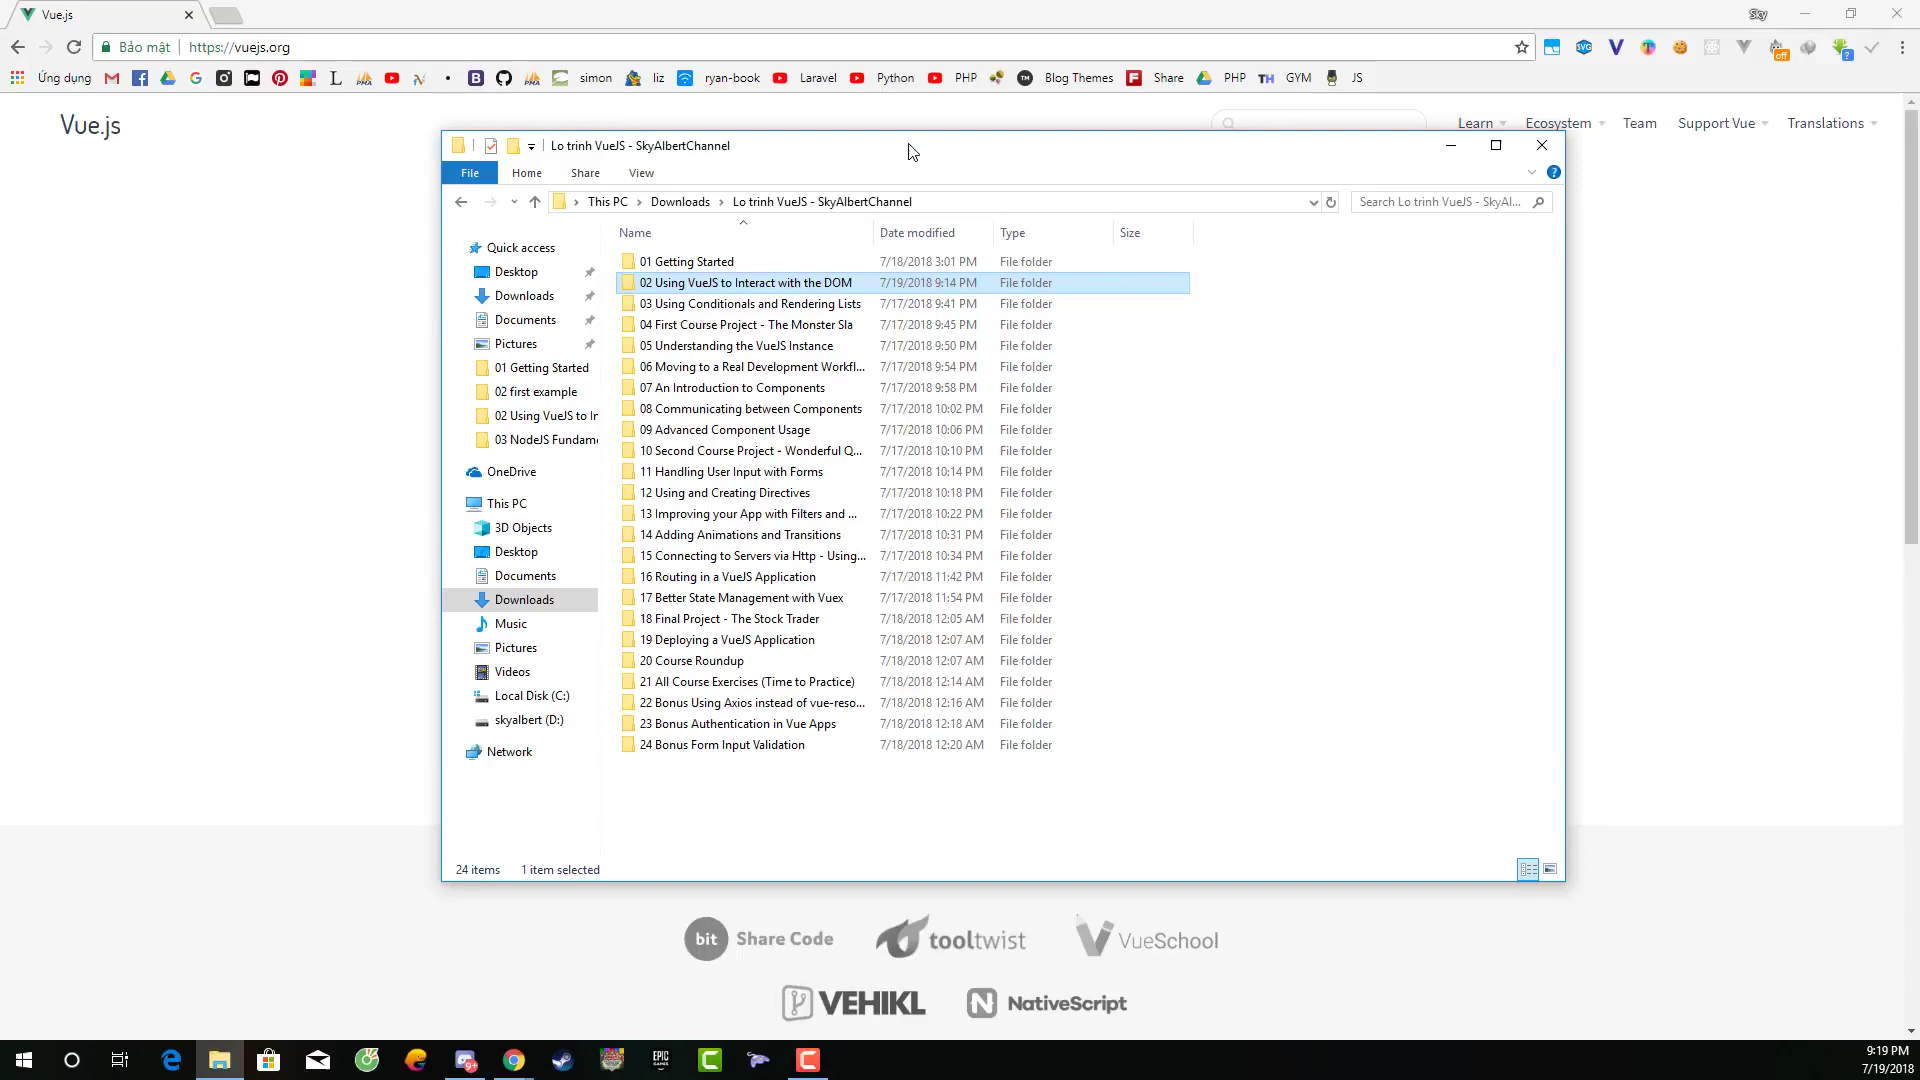 Vue.js
Sky
Bảo mật
https://vuejs.org
Ứng dụng
simon
liz
ryan-book
Laravel
Python
PHP
Blog Themes
Share
PHP
GYM
JS
Vue.js
Learn
Ecosystem
Team
Support Vue
Translations
Lo trinh VueJS - SkyAlbertChannel
File
Home
Share
View
This PC
Downloads
Lo trinh VueJS - SkyAlbertChannel
Search Lo trinh VueJS - SkyAl...
Name
Date modified
Type
Size
Quick access
Desktop
Downloads
Documents
Pictures
01 Getting Started
02 first example
02 Using VueJS to Ir
03 NodeJS Fundam
OneDrive
This PC
3D Objects
Desktop
Documents
Downloads
Music
Pictures
Videos
Local Disk (C:)
skyalbert (D:)
Network
01 Getting Started 7/18/2018 3:01 PM File folder
02 Using VueJS to Interact with the DOM 7/19/2018 9:14 PM File folder
03 Using Conditionals and Rendering Lists 7/17/2018 9:41 PM File folder
04 First Course Project - The Monster Sla 7/17/2018 9:45 PM File folder
05 Understanding the VueJS Instance 7/17/2018 9:50 PM File folder
06 Moving to a Real Development Workfl... 7/17/2018 9:54 PM File folder
07 An Introduction to Components 7/17/2018 9:58 PM File folder
08 Communicating between Components 7/17/2018 10:02 PM File folder
09 Advanced Component Usage 7/17/2018 10:06 PM File folder
10 Second Course Project - Wonderful Q... 7/17/2018 10:10 PM File folder
11 Handling User Input with Forms 7/17/2018 10:14 PM File folder
12 Using and Creating Directives 7/17/2018 10:18 PM File folder
13 Improving your App with Filters and ... 7/17/2018 10:22 PM File folder
14 Adding Animations and Transitions 7/17/2018 10:31 PM File folder
15 Connecting to Servers via Http - Using... 7/17/2018 10:34 PM File folder
16 Routing in a VueJS Application 7/17/2018 11:42 PM File folder
17 Better State Management with Vuex 7/17/2018 11:54 PM File folder
18 Final Project - The Stock Trader 7/18/2018 12:05 AM File folder
19 Deploying a VueJS Application 7/18/2018 12:07 AM File folder
20 Course Roundup 7/18/2018 12:07 AM File folder
21 All Course Exercises (Time to Practice) 7/18/2018 12:14 AM File folder
22 Bonus Using Axios instead of vue-reso... 7/18/2018 12:16 AM File folder
23 Bonus Authentication in Vue Apps 7/18/2018 12:18 AM File folder
24 Bonus Form Input Validation 7/18/2018 12:20 AM File folder
24 items
1 item selected
bit Share Code
tooltwist
VueSchool
VEHIKL
NativeScript
9:19 PM
7/19/2018